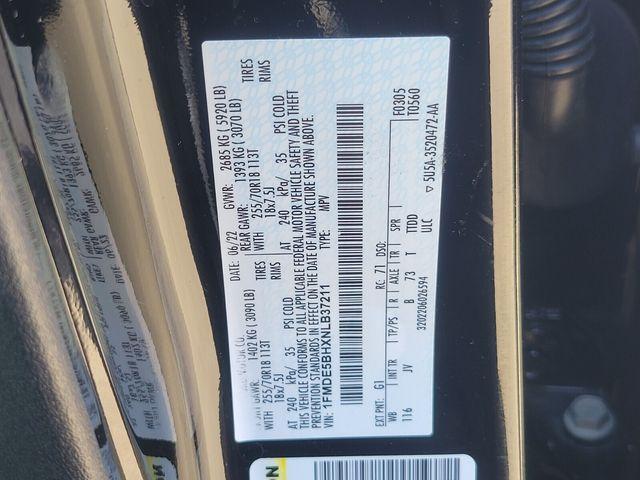 DATE: 06/22 GVWR: 2685 KG ( 5920 LB)
REAR GAWR: 1393 KG ( 3070 LB)
1402 KG ( 3090 LB)
WITH 255/70R18 113T TIRES WITH 255/70R18 113T TIRES
18x7.5J RIMS 18x7.5J RIMS
AT 240 kPa/ 35 PSI COLD AT 240 kPa/ 35 PSI COLD
THIS VEHICLE CONFORMS TO ALL APPLICABLE FEDERAL MOTOR VEHICLE SAFETY AND THEFT
PREVENTION STANDARDS IN EFFECT ON THE DATE OF MANUFACTURE SHOWN ABOVE.
VIN: 1FMDE5BHXNLB37211 TYPE: MPV
F0305
EXT PNT: G1 RC: 71 DSO: T0560
WB INT TR TP/PS R AXLE TR SPR
116 JV B 73 T TTDD
3202206026594 ULC
5U5A-3520472-AA
ON